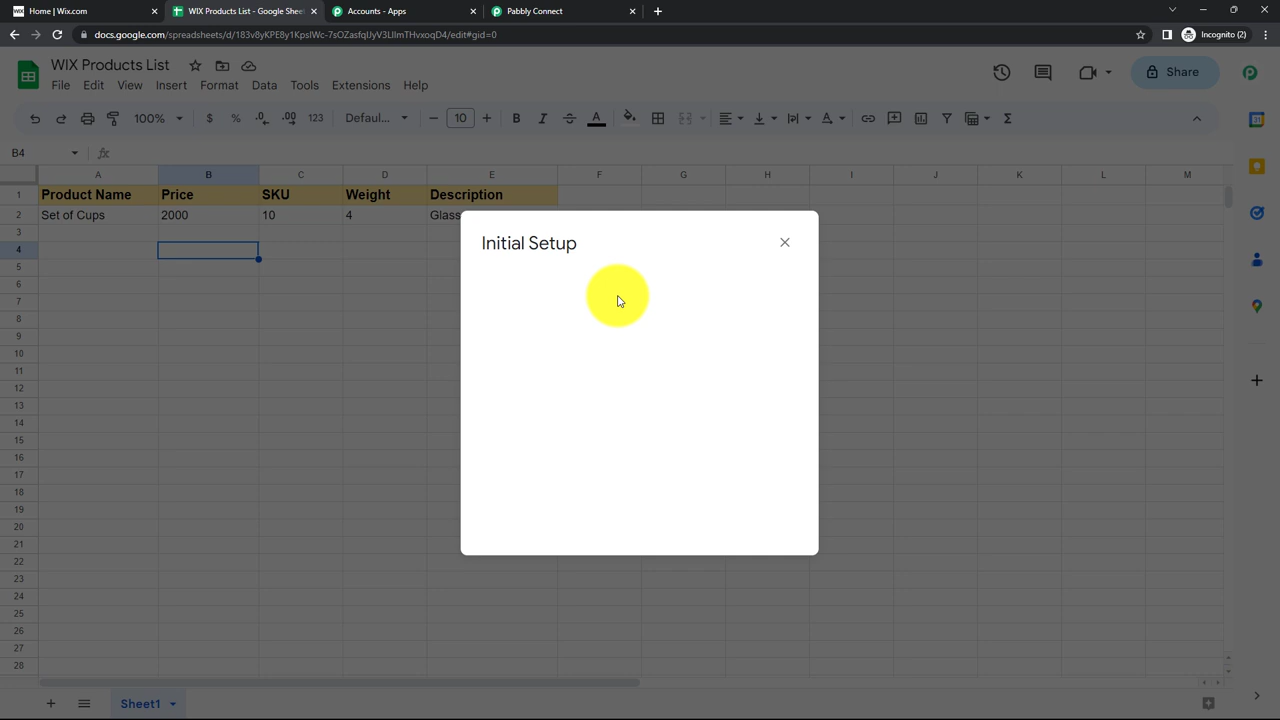 Home | Wix.com
WIX Products List - Google Shee
Accounts - Apps
Pabbly Connect
docs.google.com/spreadsheets/d/183v8yKPE8y1KpsIWc-7sOZasfqIJyV3LIlmTHvxoqD4/edit#gid=0
Incognito (2)
WIX Products List
File Edit View Insert Format Data Tools Extensions Help
Share
100% $ % .0 .00 123 Defaul... 10 B I A
B4 fx
A B C D E F G H I J K L M
1 Product Name Price SKU Weight Description
2 Set of Cups 2000 10 4 Glass
3
4
5
6
7
8
9
10
11
12
13
14
15
16
17
18
19
20
21
22
23
24
25
26
27
28
Initial Setup
Sheet1